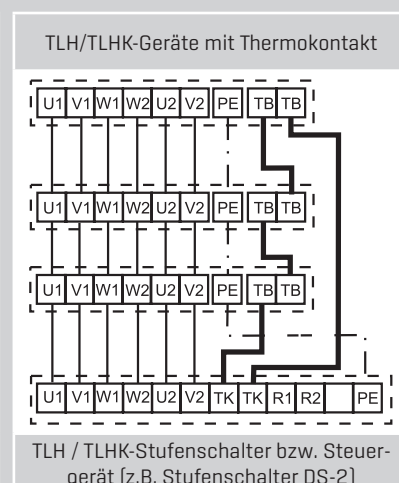 TLH/TLHK-Geräte mit Thermokontakt
U1 V1 W1 W2 U2 V2 PE TB TB
U1 V1 W1 W2 U2 V2 PE TB TB
U1 V1 W1 W2 U2 V2 PE TB TB
U1 V1 W1 W2 U2 V2 TK TK R1 R2 PE
TLH / TLHK-Stufenschalter bzw. Steuer-
gerät (z.B. Stufenschalter DS-2)